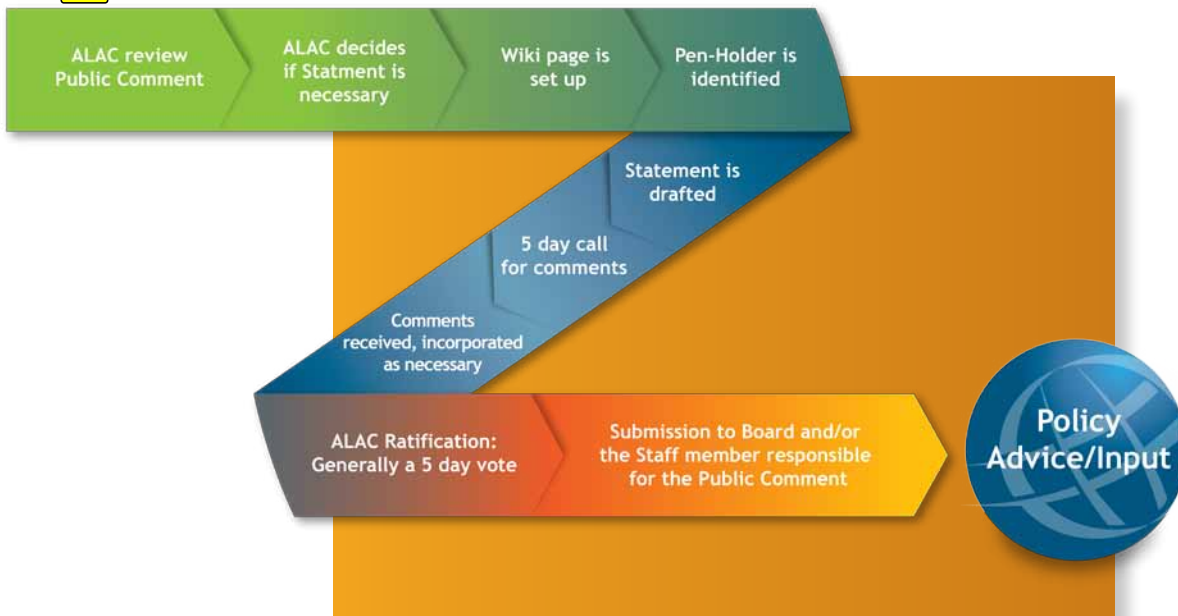 ALAC review
Public Comment
ALAC decides
if Statment is
necessary
Wiki page is
set up
Pen-Holder is
identified
Statement is
drafted
5 day call
for comments
Comments
received, incorporated
as necessary
ALAC Ratification:
Generally a 5 day vote
Submission to Board and/or
the Staff member responsible
for the Public Comment
Policy
Advice/Input